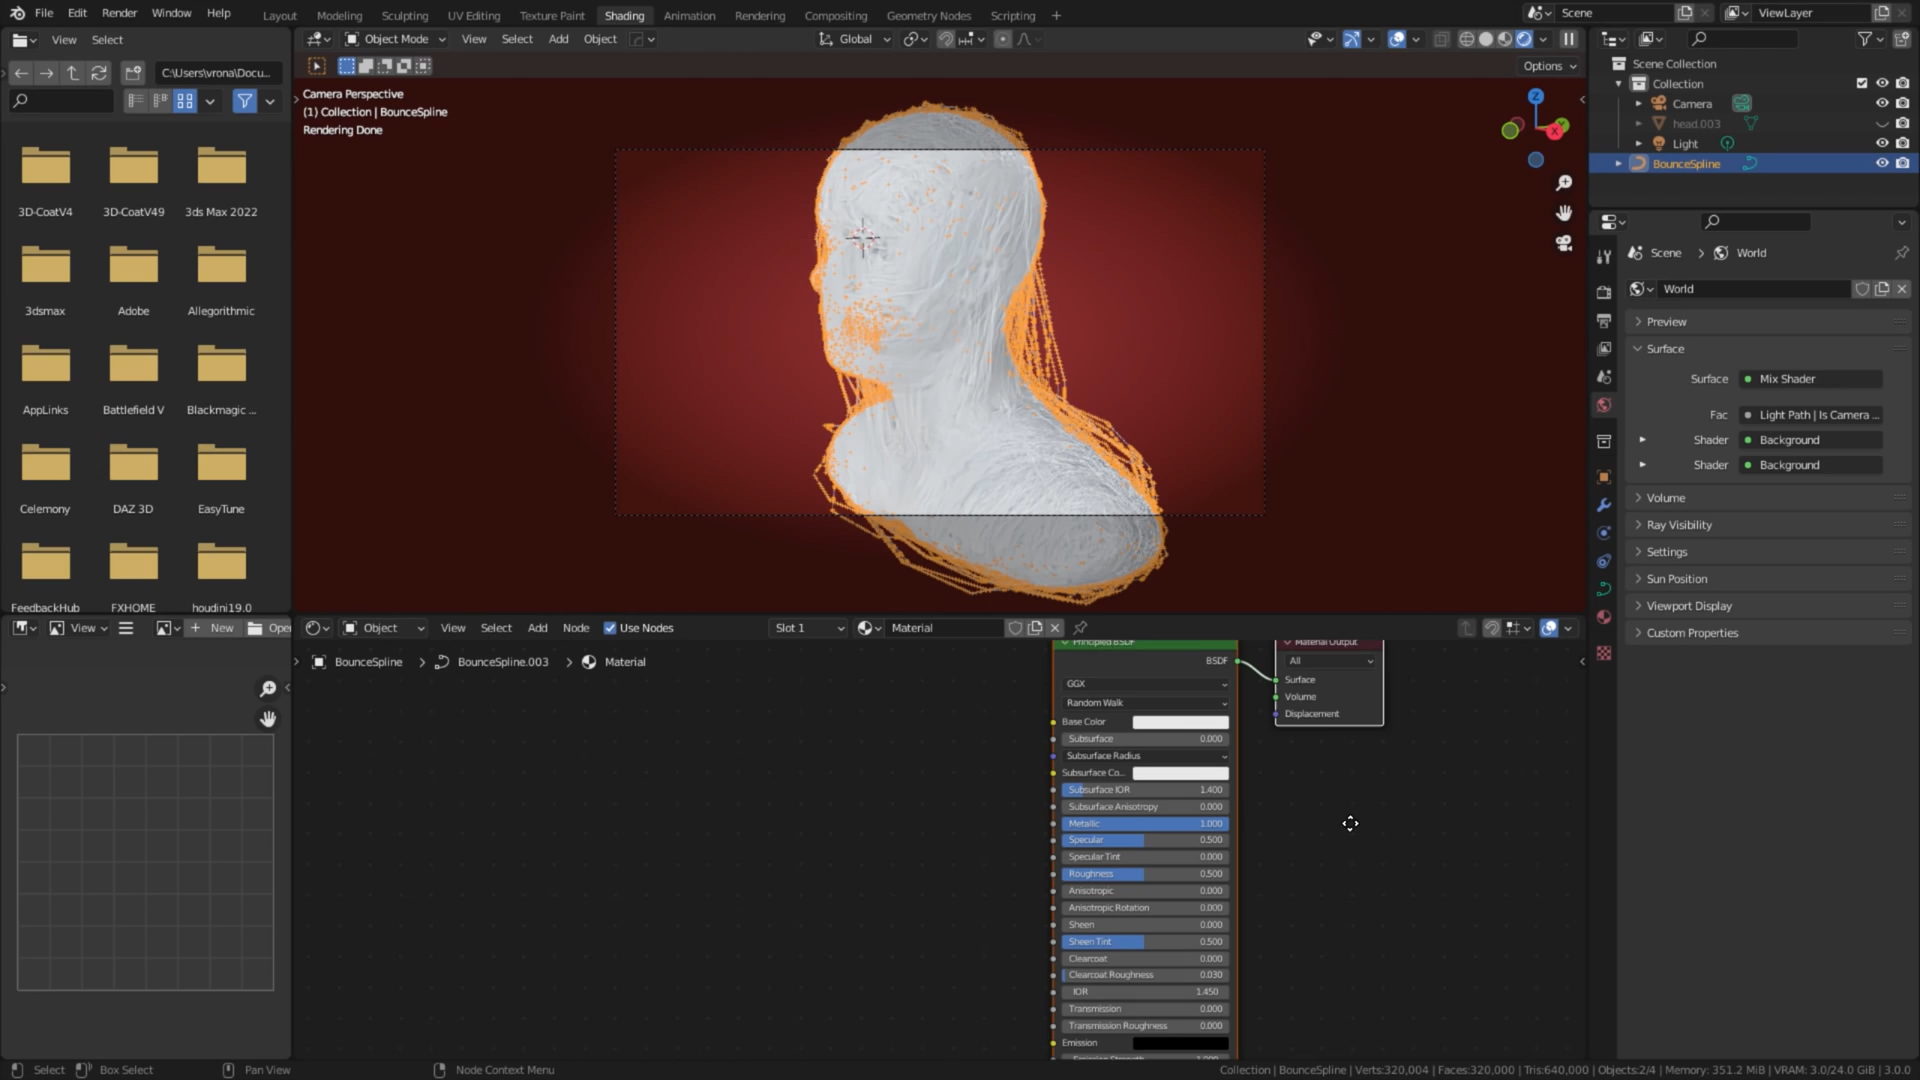 File Edit Render Window Help
Layout Modeling Sculpting UV Editing Texture Paint Shading Animation Rendering Compositing Geometry Nodes Scripting +
Scene ViewLayer
View Select
Object Mode View Select Add Object Global
C:\Users\vrona\Docu...
Options
Camera Perspective
(1) Collection | BounceSpline
Rendering Done
Z
X
3D-CoatV4 3D-CoatV49 3ds Max 2022
3dsmax Adobe Allegorithmic
AppLinks Battlefield V Blackmagic ...
Celemony DAZ 3D EasyTune
FeedbackHub FXHOME houdini19.0
Scene Collection
Collection
Camera
head.003
Light
BounceSpline
Scene > World
World
Preview
Surface
Surface Mix Shader
Fac Light Path | Is Camera ...
Shader Background
Shader Background
Volume
Ray Visibility
Settings
Sun Position
Viewport Display
Custom Properties
View + New Ope
Object View Select Add Node Use Nodes Slot 1 Material
BounceSpline > BounceSpline.003 > Material
Principled BSDF
BSDF
GGX
Random Walk
Base Color
Subsurface 0.000
Subsurface Radius
Subsurface Co...
Subsurface IOR 1.400
Subsurface Anisotropy 0.000
Metallic 1.000
Specular 0.500
Specular Tint 0.000
Roughness 0.500
Anisotropic 0.000
Anisotropic Rotation 0.000
Sheen 0.000
Sheen Tint 0.500
Clearcoat 0.000
Clearcoat Roughness 0.030
IOR 1.450
Transmission 0.000
Transmission Roughness 0.000
Emission
Emission Strength 1.000
Material Output
All
Surface
Volume
Displacement
Select Box Select Pan View Node Context Menu
Collection | BounceSpline | Verts:320,004 | Faces:320,000 | Tris:640,000 | Objects:2/4 | Memory: 351.2 MiB | VRAM: 3.0/24.0 GiB | 3.0.0